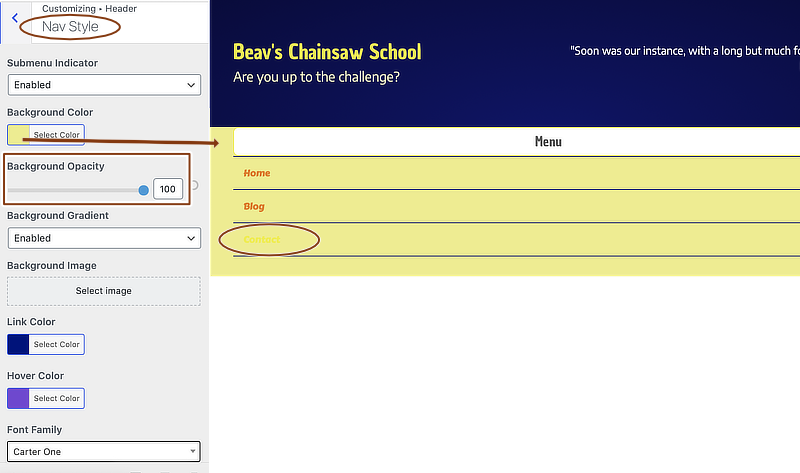 Customizing • Header
Nav Style
Submenu Indicator
Enabled
Background Color
Select Color
Background Opacity
100
Background Gradient
Enabled
Background Image
Select image
Link Color
Select Color
Hover Color
Select Color
Font Family
Carter One
Beav's Chainsaw School
Are you up to the challenge?
"Soon was our instance, with a long but much fo
Menu
Home
Blog
Contact